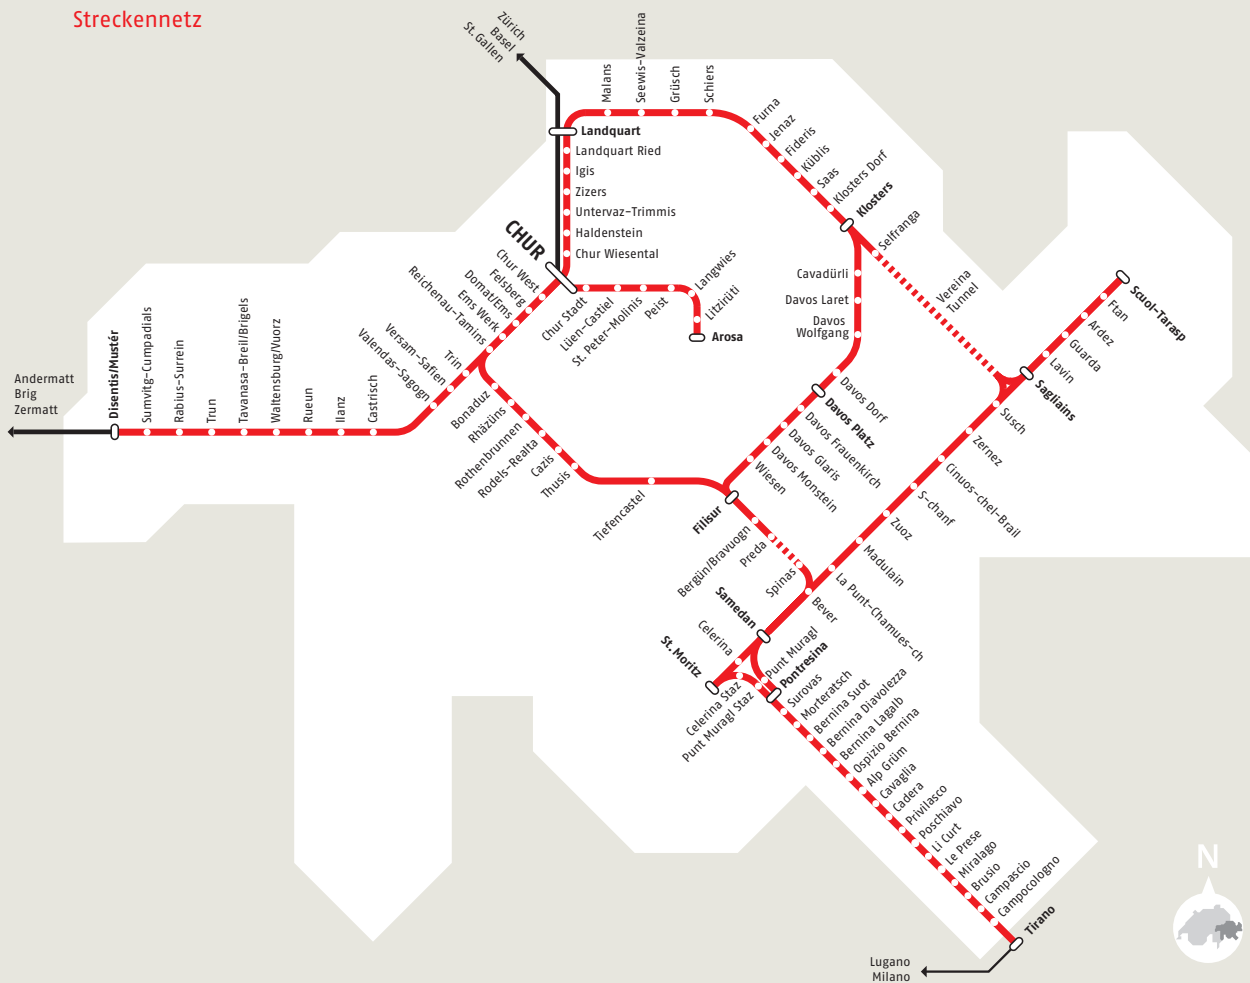 Streckennetz
Zürich
Basel
St. Gallen
Malans
Seewis-Valzeina
Grüsch
Schiers
Furna
Jenaz
Fideris
Küblis
Saas
Klosters Dorf
Klosters
Selfranga
Vereina
Tunnel
Landquart
Landquart Ried
Igis
Zizers
Untervaz-Trimmis
Haldenstein
Chur Wiesental
CHUR
Chur West
Felsberg
Domat/Ems
Ems Werk
Reichenau-Tamins
Trin
Versam-Safien
Valendas-Sagogn
Castrisch
Ilanz
Rueun
Waltensburg/Vuorz
Tavanasa-Breil/Brigels
Trun
Rabius-Surrein
Sumvitg-Cumpadials
Disentis/Mustér
Andermatt
Brig
Zermatt
Chur Stadt
Lüen-Castiel
St. Peter-Molinis
Peist
Langwies
Litzirüti
Arosa
Cavadürli
Davos Laret
Davos
Wolfgang
Davos Dorf
Davos Platz
Davos Frauenkirch
Davos Glaris
Davos Monstein
Wiesen
Filisur
Bonaduz
Rhäzüns
Rothenbrunnen
Rodels-Realta
Cazis
Thusis
Tiefencastel
Bergün/Bravuogn
Preda
Spinas
Bever
Samedan
Celerina
St. Moritz
Celerina Staz
Punt Muragl Staz
Punt Muragl
Pontresina
Scuol-Tarasp
Ftan
Ardez
Guarda
Lavin
Sagliains
Susch
Zernez
Cinuos-chel-Brail
S-chanf
Zuoz
Madulain
La Punt-Chamues-ch
Surovas
Morteratsch
Bernina Suot
Bernina Diavolezza
Bernina Lagalb
Ospizio Bernina
Alp Grüm
Cavaglia
Cadera
Privilasco
Poschiavo
Li Curt
Le Prese
Miralago
Brusio
Campascio
Campocologno
Tirano
Lugano
Milano
N